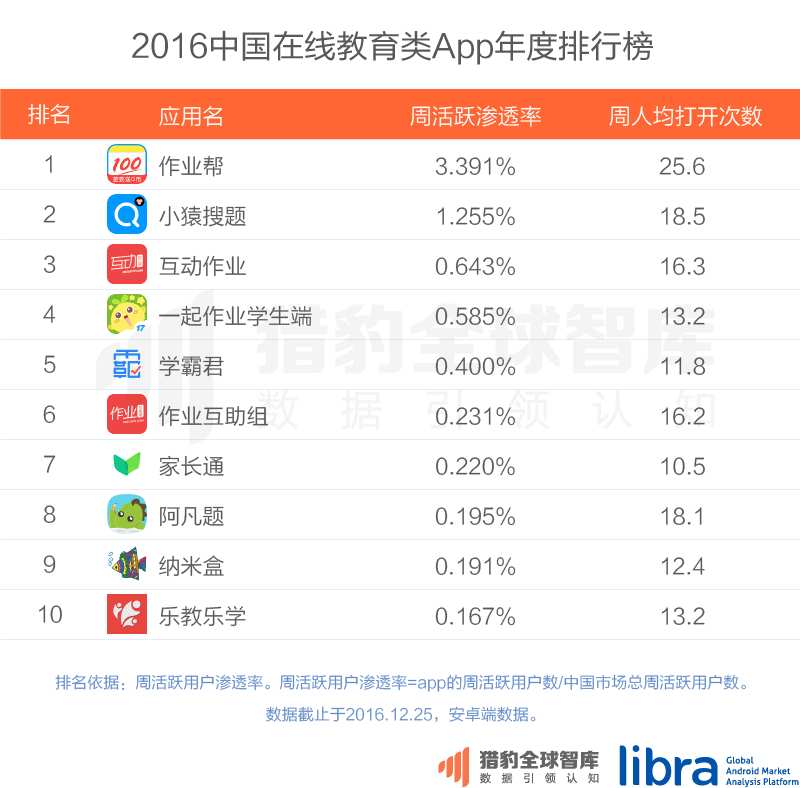 2016中国在线教育类App年度排行榜
排名 应用名 周活跃渗透率 周人均打开次数
1 100 作业帮 3.391% 25.6
2 小猿搜题 1.255% 18.5
3 互动 互动作业 0.643% 16.3
4 17 一起作业学生端 0.585% 13.2
5 霸 学霸君 0.400% 11.8
6 作业 作业互助组 0.231% 16.2
7 家长通 0.220% 10.5
8 阿凡题 0.195% 18.1
9 纳米盒 0.191% 12.4
10 乐教乐学 0.167% 13.2
猎豹全球智库
数据引领认知
排名依据：周活跃用户渗透率。周活跃用户渗透率=app的周活跃用户数/中国市场总周活跃用户数。
数据截止于2016.12.25，安卓端数据。
猎豹全球智库
数据引领认知
libra
Global
Android Market
Analysis Platform